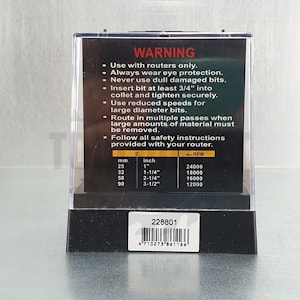 WARNING
• Use with routers only.
• Always wear eye protection.
• Never use dull damaged bits.
• Insert bit at least 3/4" into
collet and tighten securely.
• Use reduced speeds for
large diameter bits.
• Route in multiple passes when
large amounts of material must
be removed.
• Follow all safety instructions
provided with your router.
mm inch
25 1" 24000
32 1-1/4" 18000
58 1-1/4" 16000
90 3-1/2" 12000
228801
4710273661166